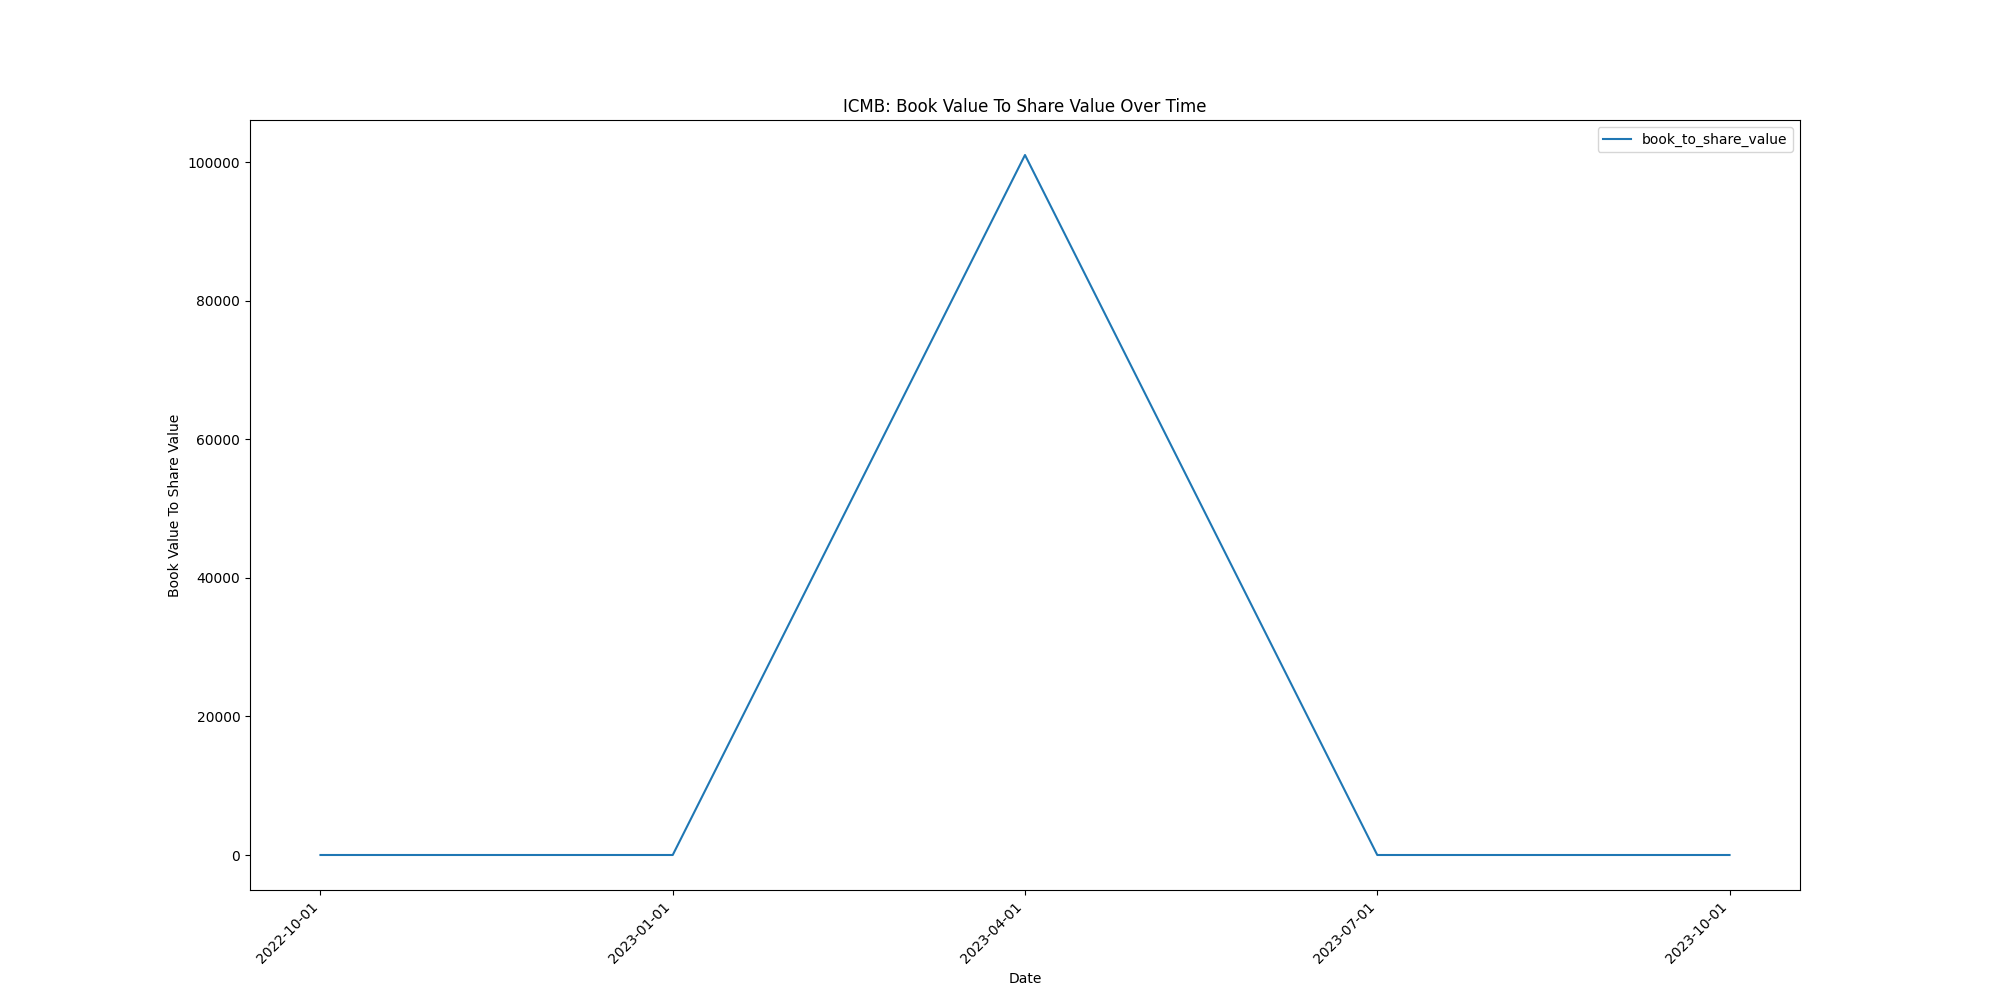 ICMB: Book Value To Share Value Over Time
book_to_share_value
Book Value To Share Value
100000
80000
60000
40000
20000
0
2022-10-01
2023-01-01
2023-04-01
2023-07-01
2023-10-01
Date